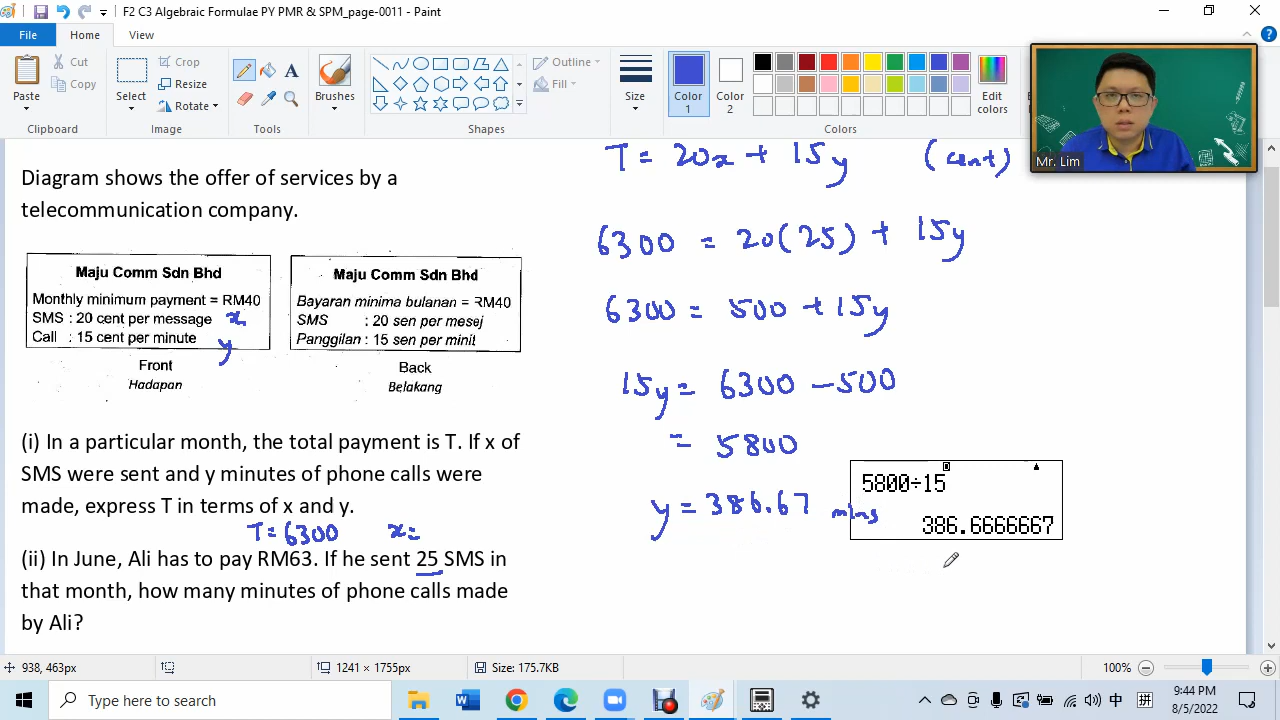 F2 C3 Algebraic Formulae PY PMR & SPM_page-0011 - Paint
File Home View
Paste
Cut
Copy
Clipboard
Select
Crop
Resize
Rotate
Image
A
Tools
Brushes
Shapes
Outline
Fill
Size
Color 1
Color 2
Colors
Edit colors
Mr. Lim
Diagram shows the offer of services by a
telecommunication company.
Maju Comm Sdn Bhd
Monthly minimum payment = RM40
SMS : 20 cent per message x
Call : 15 cent per minute y
Front
Hadapan
Maju Comm Sdn Bhd
Bayaran minima bulanan = RM40
SMS : 20 sen per mesej
Panggilan : 15 sen per minit
Back
Belakang
(i) In a particular month, the total payment is T. If x of
SMS were sent and y minutes of phone calls were
made, express T in terms of x and y.
T = 6300 x =
(ii) In June, Ali has to pay RM63. If he sent 25 SMS in
that month, how many minutes of phone calls made
by Ali?
T = 20x + 15y (cent)
6300 = 20(25) + 15y
6300 = 500 + 15y
15y = 6300 - 500
= 5800
y = 386.67 mins
5800÷15
386.6666667
938, 463px
1241 × 1755px
Size: 175.7KB
100%
Type here to search
中
拼
9:44 PM
8/5/2022